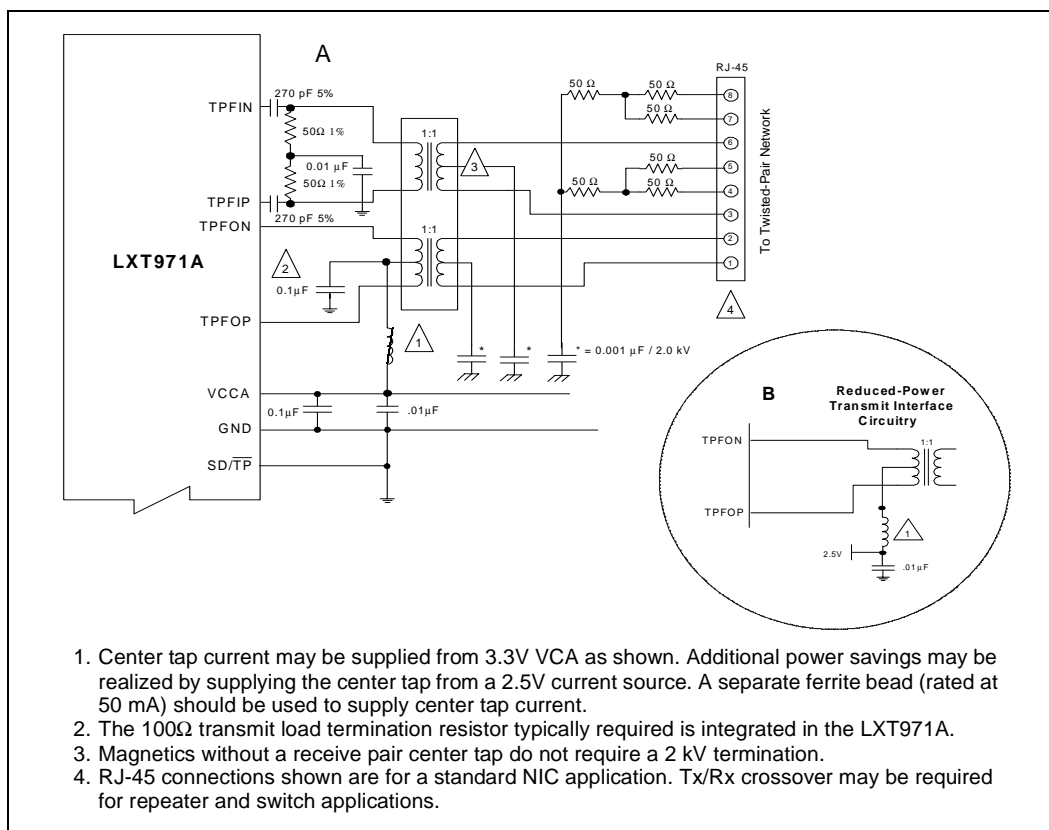 A
RJ-45
270 pF 5%
50 Ω
50 Ω
8
TPFIN
50 Ω
7
50Ω 1%
1:1
6
To Twisted-Pair Network
3
50 Ω
5
0.01 µF
50 Ω
50 Ω
4
50Ω 1%
TPFIP
3
270 pF 5%
TPFON
1:1
2
LXT971A
2
1
0.1µF
4
TPFOP
1
*
*
* = 0.001 µF / 2.0 kV
VCCA
0.1µF
.01µF
GND
SD/TP
B
Reduced-Power
Transmit Interface
Circuitry
TPFON
1:1
TPFOP
1
2.5V
.01µF
1. Center tap current may be supplied from 3.3V VCA as shown. Additional power savings may be
realized by supplying the center tap from a 2.5V current source. A separate ferrite bead (rated at
50 mA) should be used to supply center tap current.
2. The 100Ω transmit load termination resistor typically required is integrated in the LXT971A.
3. Magnetics without a receive pair center tap do not require a 2 kV termination.
4. RJ-45 connections shown are for a standard NIC application. Tx/Rx crossover may be required
for repeater and switch applications.